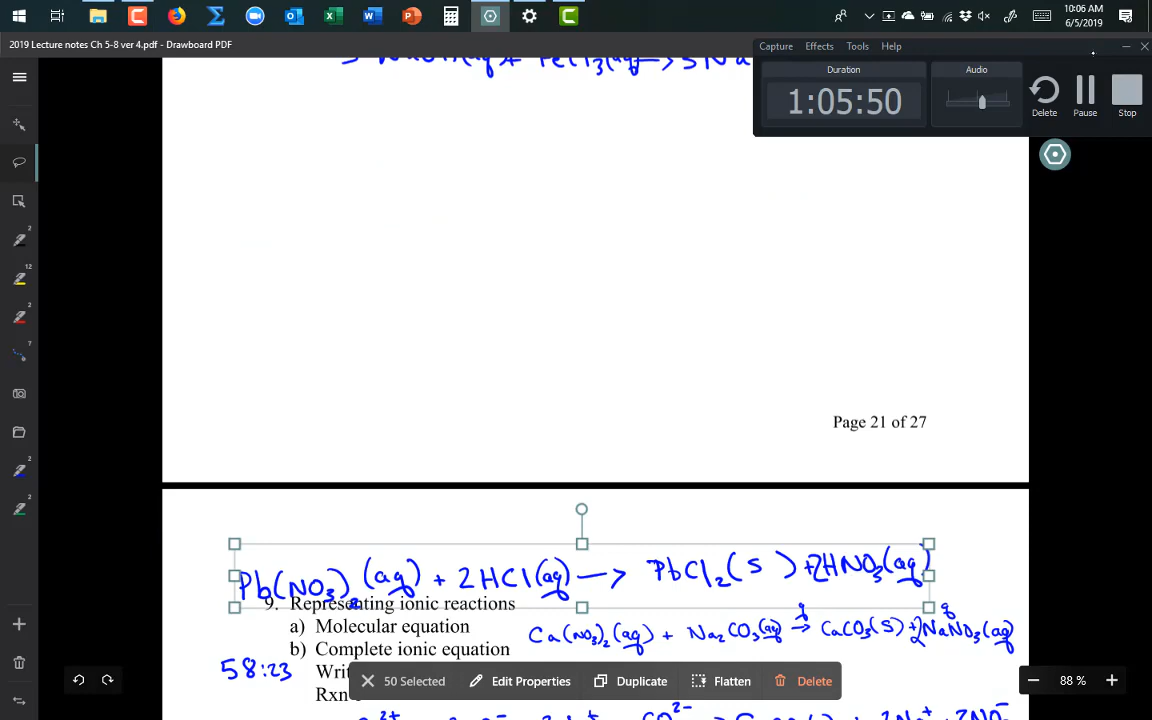 10:06 AM
6/5/2019
2019 Lecture notes Ch 5-8 ver 4.pdf - Drawboard PDF
Capture Effects Tools Help
Duration
Audio
1:05:50
Delete Pause Stop
Page 21 of 27
Pb(NO3)2(aq) + 2HCl(aq) —> PbCl2(s) + 2HNO3(aq)
9. Representing ionic reactions
a) Molecular equation
Ca(NO3)2(aq) + Na2CO3(aq) → CaCO3(s) + 2NaNO3(aq)
b) Complete ionic equation
58:23
Writ
Rxn
50 Selected Edit Properties Duplicate Flatten Delete
88 %